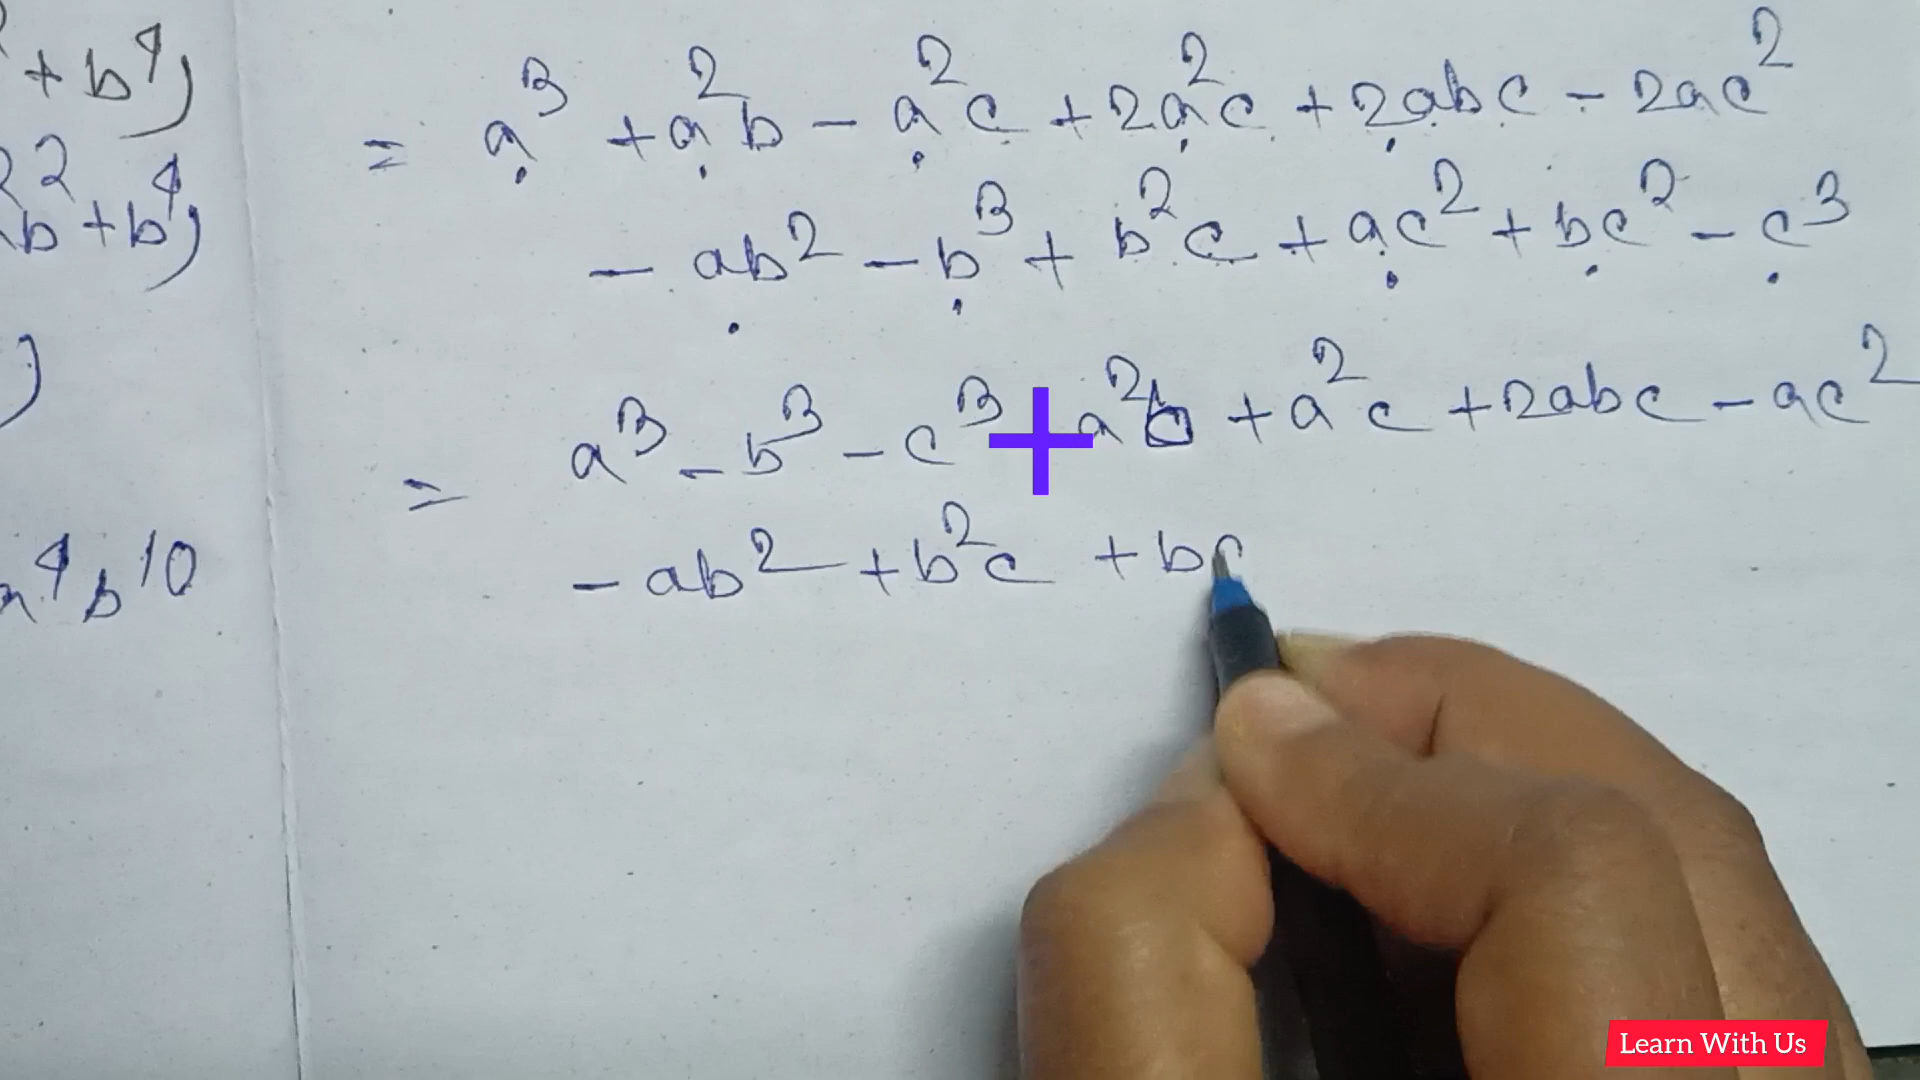 + b⁴)
²b + b⁴)
)
a⁴b¹⁰
= a³ + a²b - a²c + 2a²c + 2abc - 2ac²
- ab² - b³ + b²c + ac² + bc² - c³
= a³ - b³ - c³ + a²b + a²c + 2abc - ac²
- ab² + b²c + bc
Learn With Us